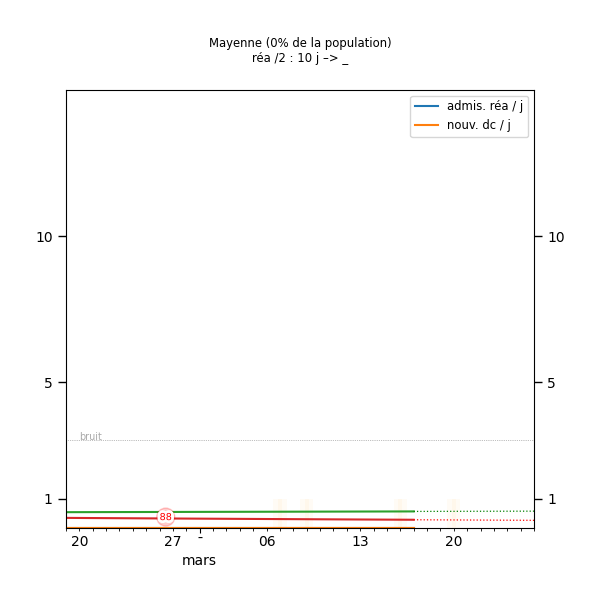 Mayenne (0% de la population)
réa /2 : 10 j –> _
admis. réa / j
nouv. dc / j
10 10
5 5
bruit
1 1
88
20 27 - 06 13 20
mars